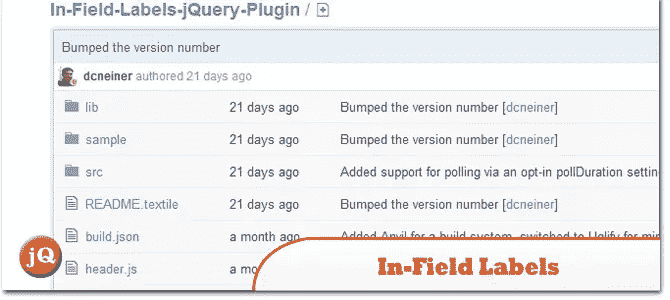 In-Field-Labels-jQuery-Plugin /
Bumped the version number
dcneiner authored 21 days ago
lib 21 days ago Bumped the version number [dcneiner]
sample 21 days ago Bumped the version number [dcneiner]
src 21 days ago Added support for polling via an opt-in pollDuration settin
README.textile 21 days ago Bumped the version number [dcneiner]
build.json a month ago Added Anvil for a build system, switched to Uglify for min
header.js a mo
jQ
In-Field Labels